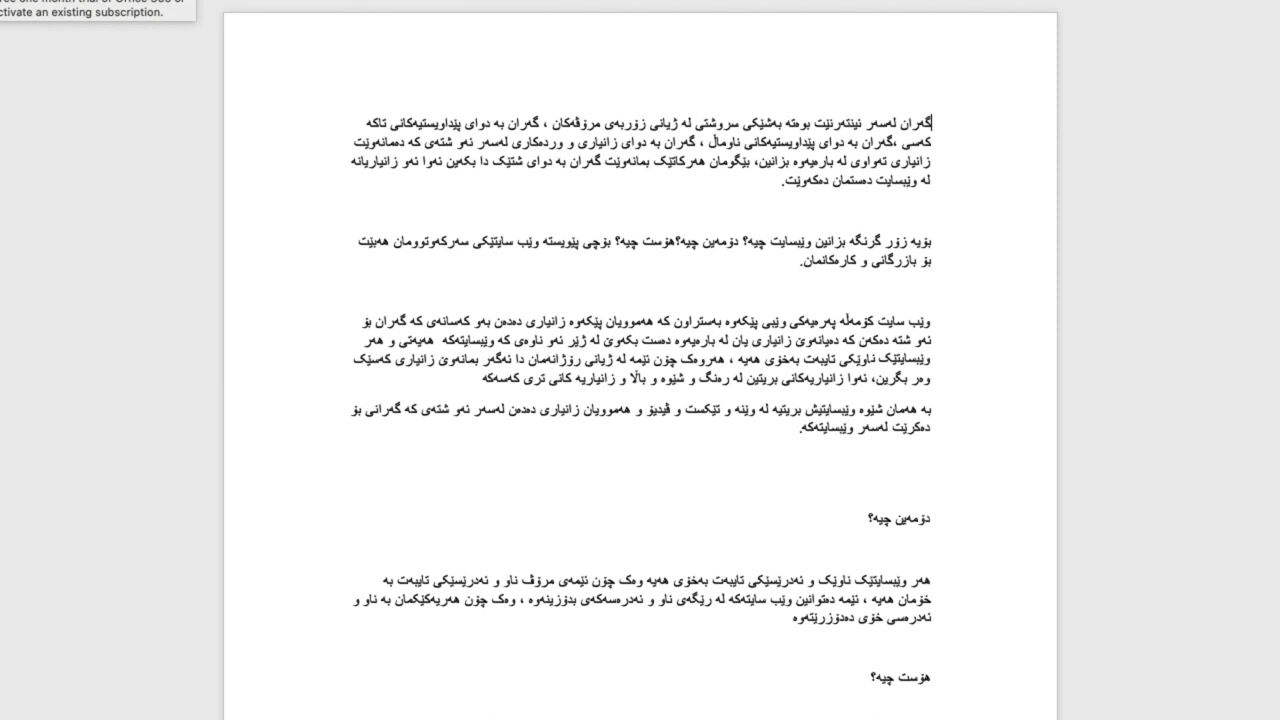 ctivate an existing subscription.
گەران لەسەر ئینتەرنێت بوەتە بەشێکی سروشتی لە ژیانی زۆربەی مرۆڤەکان ، گەران بە دوای پێداویستیەکانی تاکە
کەسی ،گەران بە دوای پێداویستیەکانی ناوماڵ ، گەران بە دوای زانیاری و وردەکاری لەسەر ئەو شتەی کە دەمانەوێت
زانیاری تەواوی لە بارەیەوە بزانین، بێگومان هەرکاتێک بمانەوێت گەران بە دوای شتێک دا بکەین ئەوا ئەو زانیاریانە
لە وێبسایت دەستمان دەکەوێت.
بۆیە زۆر گرنگە بزانین وێبسایت چیە؟ دۆمەین چیە؟هۆست چیە؟ بۆچی پێویستە وێب سایتێکی سەرکەوتوومان هەبێت
بۆ بازرگانی و کارەکانمان.
وێب سایت کۆمەڵە پەرەیەکی وێبی پێکەوە بەستراون کە هەموویان پێکەوە زانیاری دەدەن بەو کەسانەی کە گەران بۆ
ئەو شتە دەکەن کە دەیانەوێ زانیاری یان لە بارەیەوە دەست بکەوێ لە ژێر ئەو ناوەی کە وێبسایتەکە هەیەتی و هەر
وێبسایتێک ناوێکی تایبەت بەخۆی هەیە ، هەروەک چۆن ئێمە لە ژیانی رۆژانەمان دا ئەگەر بمانەوێ زانیاری کەسێک
وەر بگرین، ئەوا زانیاریەکانی بریتین لە رەنگ و شێوە و باڵا و زانیاریە کانی تری کەسەکە
بە هەمان شێوە وێبسایتیش بریتیە لە وێنە و تێکست و ڤیدیۆ و هەموویان زانیاری دەدەن لەسەر ئەو شتەی کە گەرانی بۆ
دەکرێت لەسەر وێبسایتەکە.
دۆمەین چیە؟
هەر وێبسایتێک ناوێک و ئەدرێسێکی تایبەت بەخۆی هەیە وەک چۆن ئێمەی مرۆڤ ناو و ئەدرێسێکی تایبەت بە
خۆمان هەیە ، ئێمە دەتوانین وێب سایتەکە لە رێگەی ناو و ئەدرەسەکەی بدۆزینەوە ، وەک چۆن هەریەکێکمان بە ناو و
ئەدرەسی خۆی دەدۆزرێتەوە
هۆست چیە؟